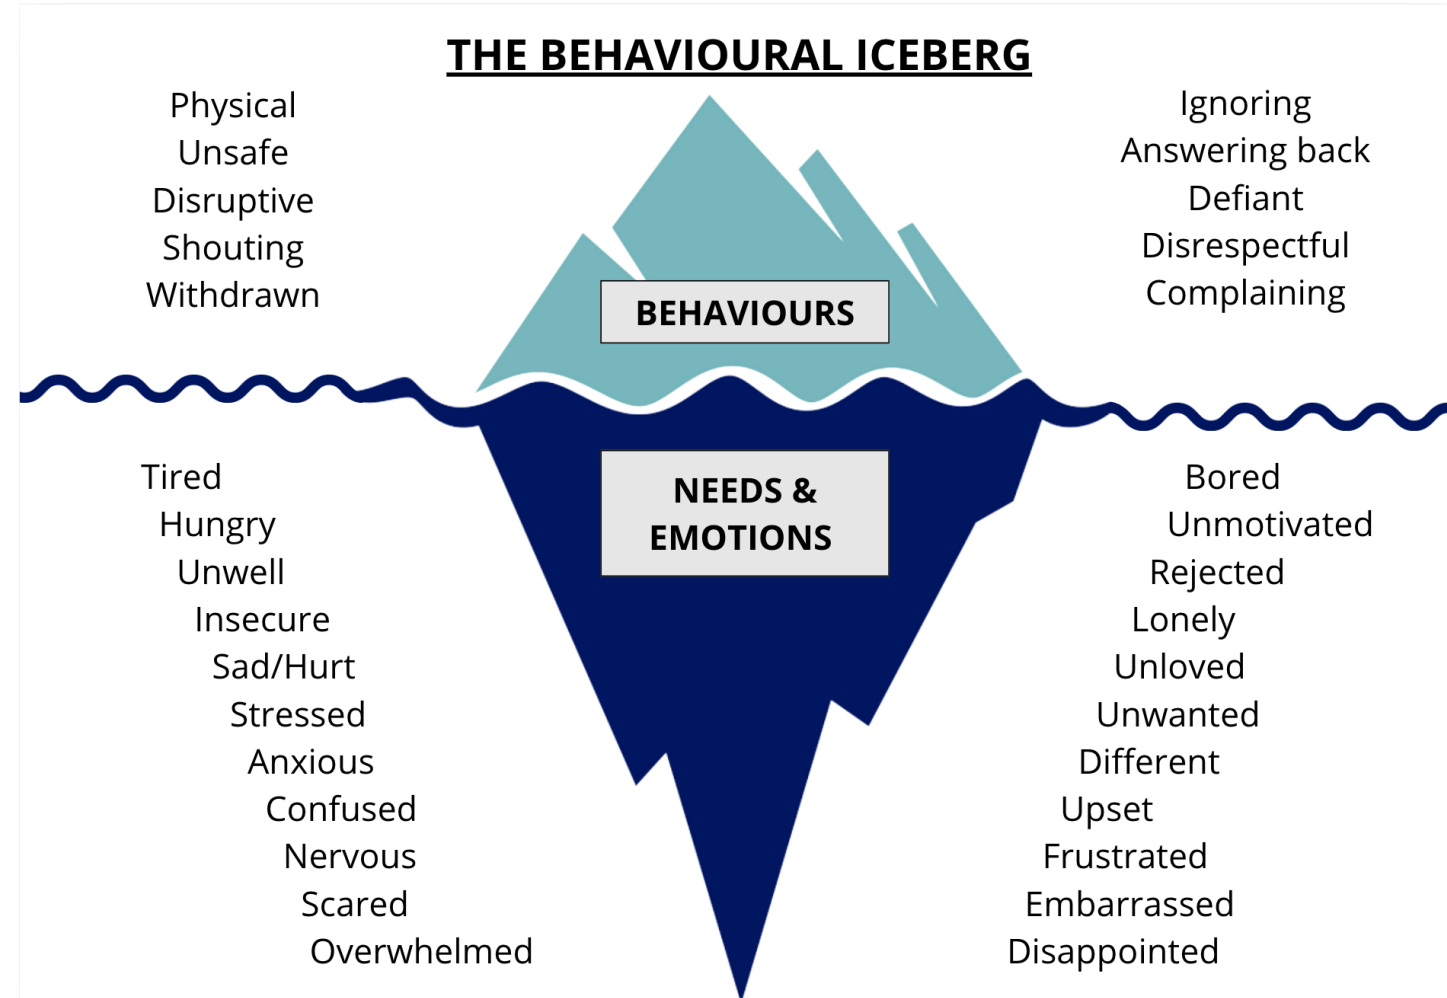 THE BEHAVIOURAL ICEBERG
Physical
Unsafe
Disruptive
Shouting
Withdrawn
Ignoring
Answering back
Defiant
Disrespectful
Complaining
BEHAVIOURS
NEEDS &
EMOTIONS
Tired
Hungry
Unwell
Insecure
Sad/Hurt
Stressed
Anxious
Confused
Nervous
Scared
Overwhelmed
Bored
Unmotivated
Rejected
Lonely
Unloved
Unwanted
Different
Upset
Frustrated
Embarrassed
Disappointed